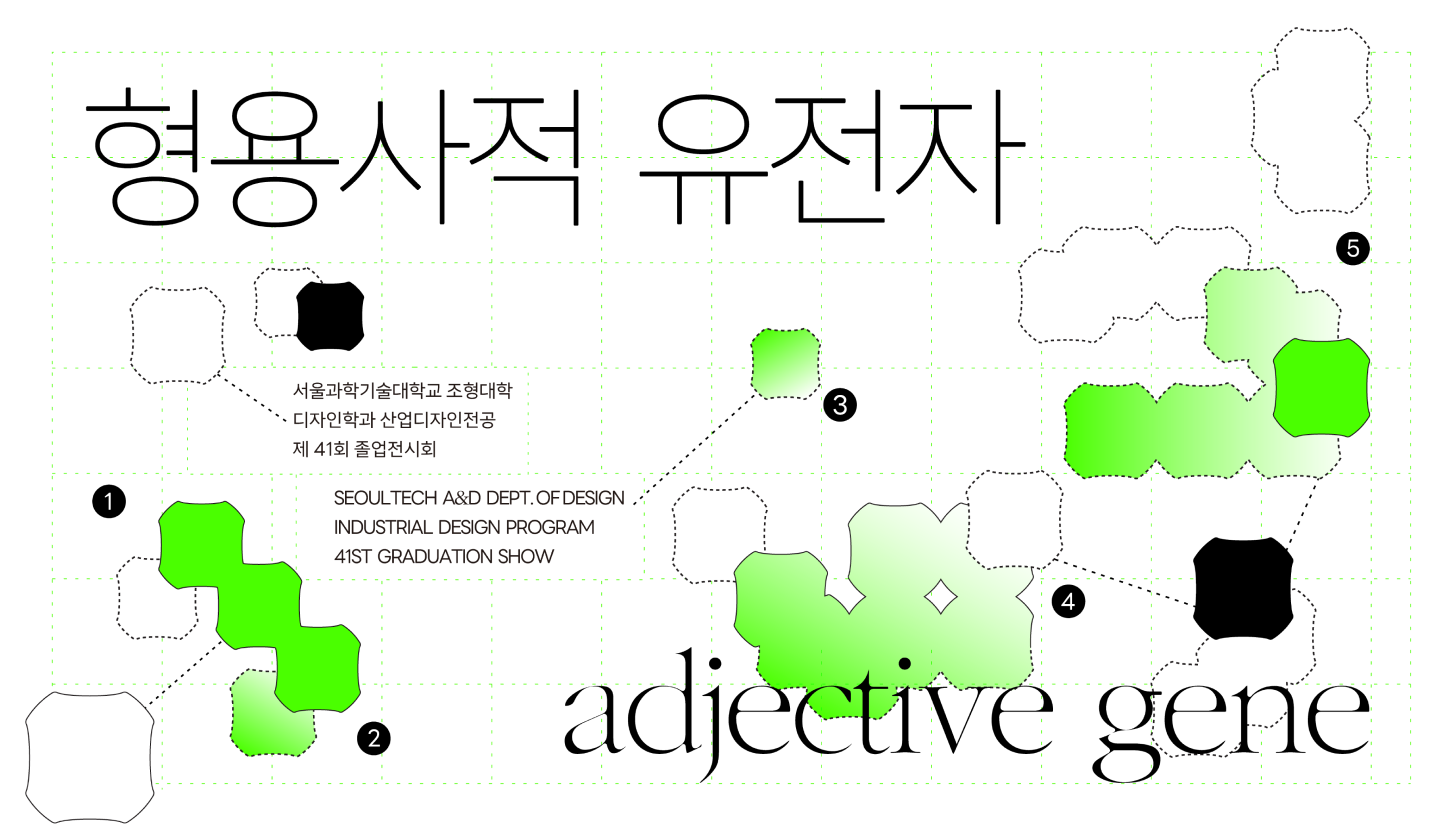 형용사적 유전자
5
서울과학기술대학교 조형대학
디자인학과 산업디자인전공
제 41회 졸업전시회
3
1
SEOULTECH A&D DEPT. OF DESIGN
INDUSTRIAL DESIGN PROGRAM
41ST GRADUATION SHOW
4
2
adjective gene